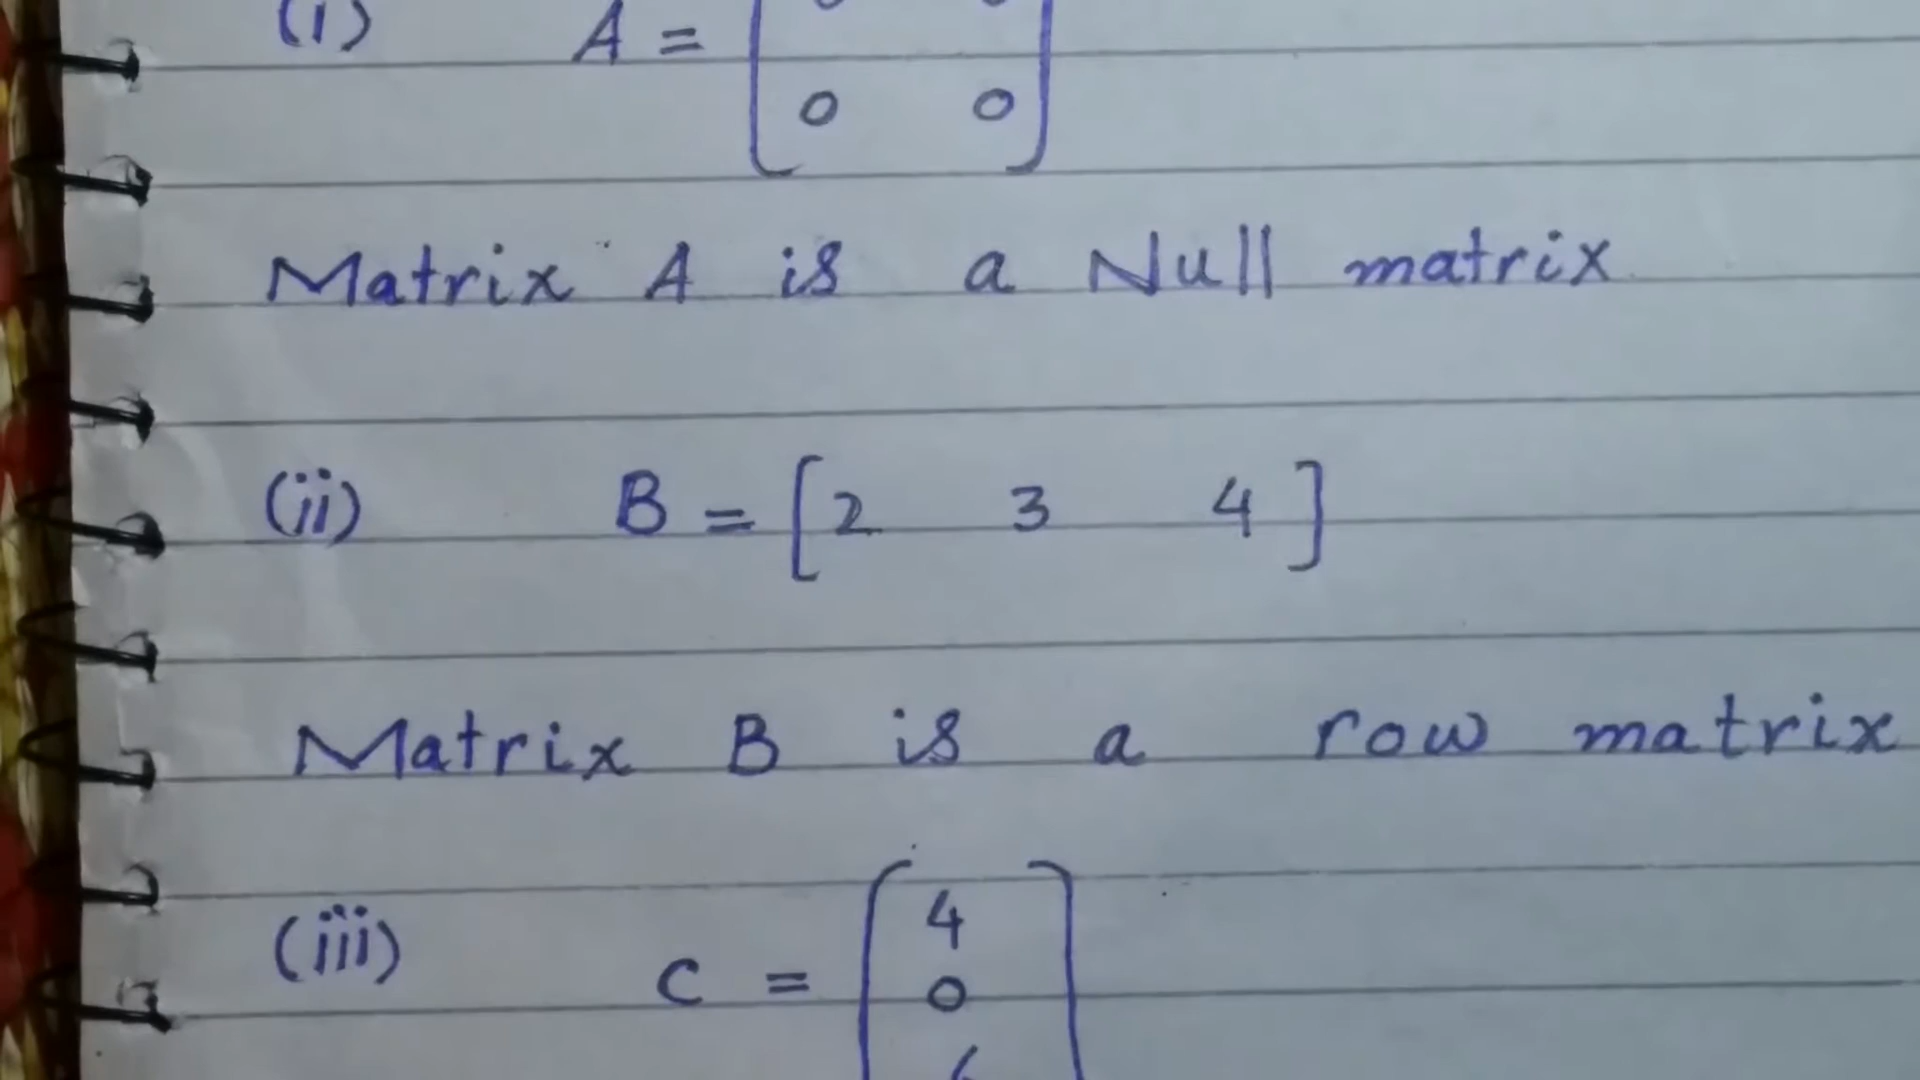 (i) A =
0 0
Matrix A is a Null matrix
(ii) B = [2 3 4]
Matrix B is a row matrix
(iii) C =
4
0